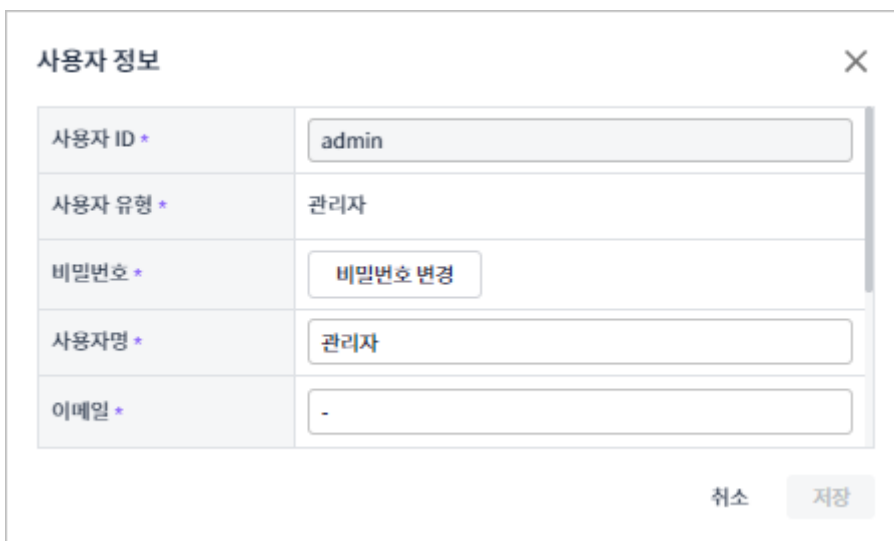 사용자 정보
사용자 ID *
admin
사용자 유형 *
관리자
비밀번호 *
비밀번호 변경
사용자명 *
관리자
이메일 *
-
취소 저장